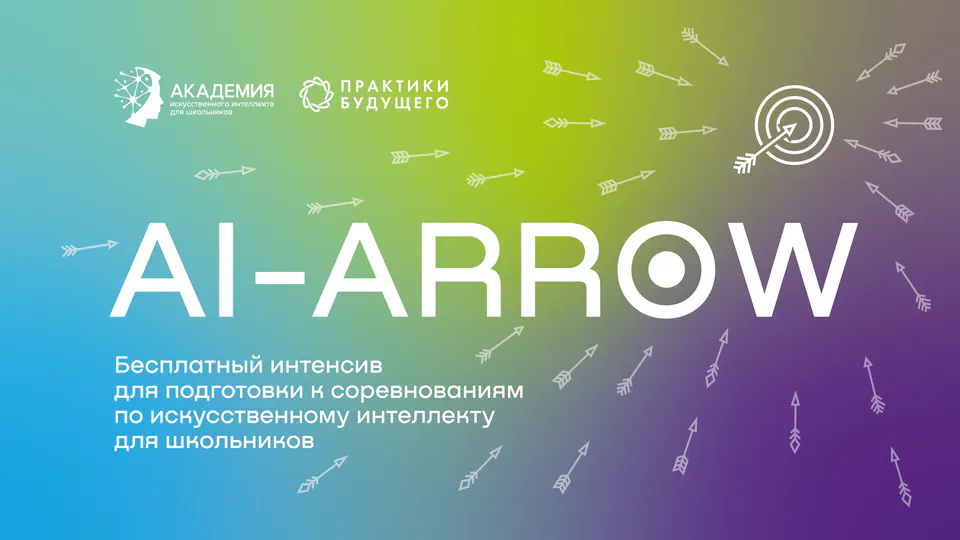 АКАДЕМИЯ
искусственного интеллекта
для школьников
ПРАКТИКИ
БУДУЩЕГО
AI-ARROW
Бесплатный интенсив
для подготовки к соревнованиям
по искусственному интеллекту
для школьников